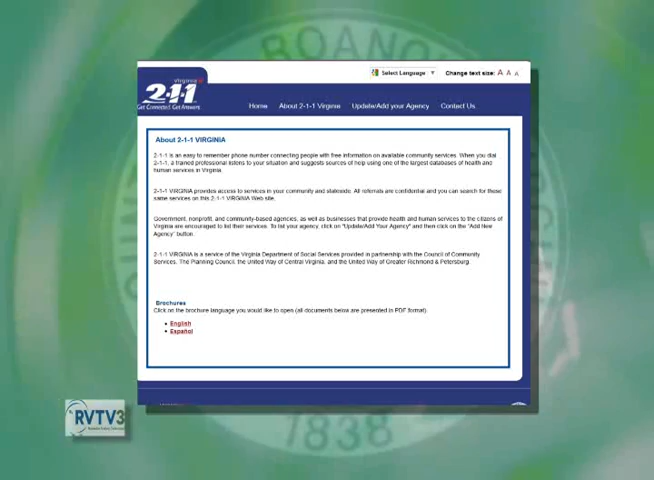 ROANO
Select Language ▼ Change text size: A A A
Virginia
2-1-1
Get Connected. Get Answers.
Home About 2-1-1 Virginia Update/Add your Agency Contact Us
About 2-1-1 VIRGINIA
2-1-1 is an easy to remember phone number connecting people with free information on available community services. When you dial
2-1-1, a trained professional listens to your situation and suggests sources of help using one of the largest databases of health and
human services in Virginia.
2-1-1 VIRGINIA provides access to services in your community and statewide. All referrals are confidential and you can search for these
same services on this 2-1-1 VIRGINIA Web site.
Government, nonprofit, and community-based agencies, as well as businesses that provide health and human services to the citizens of
Virginia are encouraged to list their services. To list your agency, click on "Update/Add Your Agency" and then click on the "Add New
Agency" button.
2-1-1 VIRGINIA is a service of the Virginia Department of Social Services provided in partnership with the Council of Community
Services, The Planning Council, the United Way of Central Virginia, and the United Way of Greater Richmond & Petersburg.
Brochures
Click on the brochure language you would like to open (all documents below are presented in PDF format):
• English
• Español
RVTV3
1838